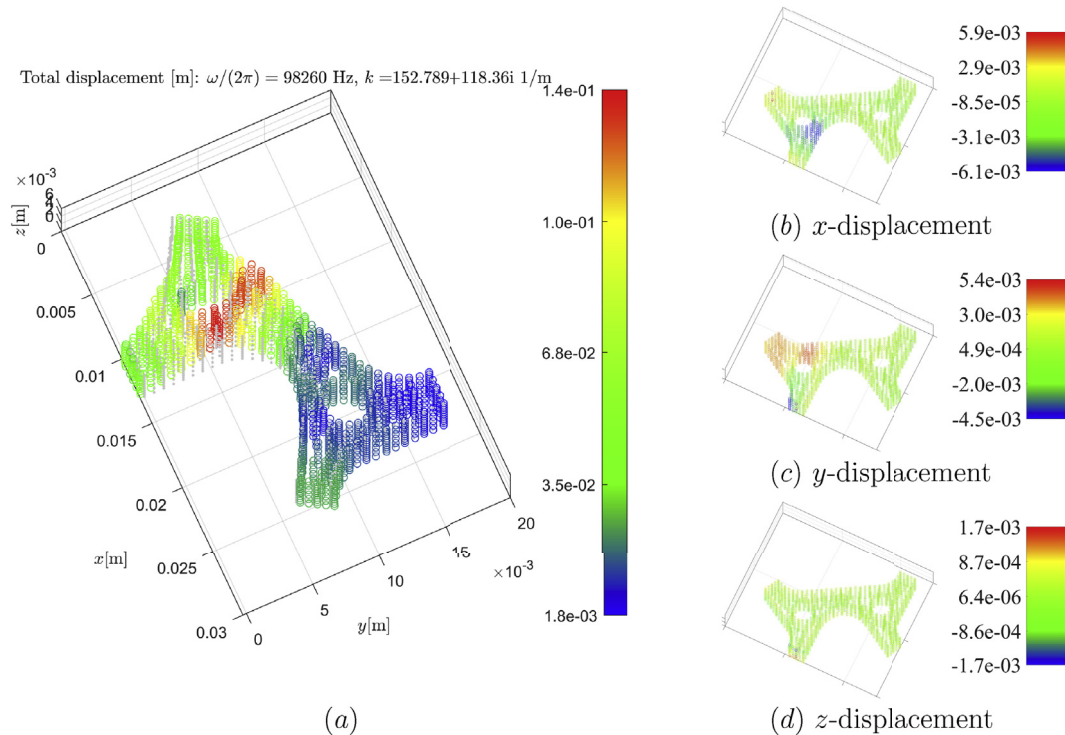 Total displacement [m]: ω/(2π) = 98260 Hz, k =152.789+118.36i 1/m
×10⁻³
6
4
2
0
z[m]
0
0.005
0.01
0.015
0.02
0.025
0.03
x[m]
0
5
10
15
20
×10⁻³
y[m]
1.4e-01
1.0e-01
6.8e-02
3.5e-02
1.8e-03
(a)
5.9e-03
2.9e-03
-8.5e-05
-3.1e-03
-6.1e-03
(b) x-displacement
5.4e-03
3.0e-03
4.9e-04
-2.0e-03
-4.5e-03
(c) y-displacement
1.7e-03
8.7e-04
6.4e-06
-8.6e-04
-1.7e-03
(d) z-displacement